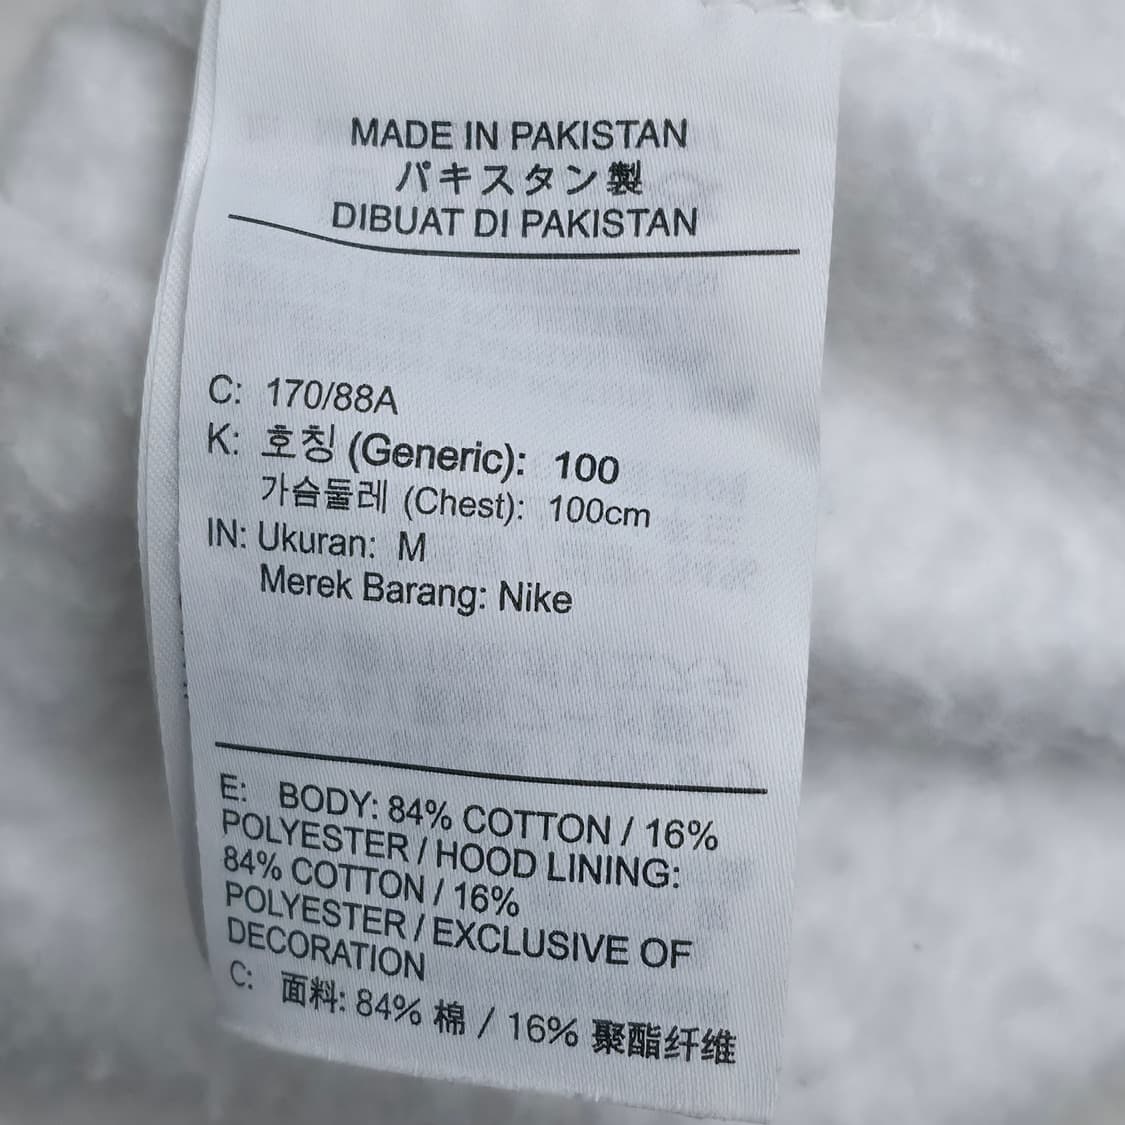 MADE IN PAKISTAN
パキスタン製
DIBUAT DI PAKISTAN
C: 170/88A
K: 호칭 (Generic): 100
가슴둘레 (Chest): 100cm
IN: Ukuran: M
Merek Barang: Nike
E: BODY: 84% COTTON / 16%
POLYESTER / HOOD LINING:
84% COTTON / 16%
POLYESTER / EXCLUSIVE OF
DECORATION
C: 面料: 84% 棉 / 16% 聚酯纤维